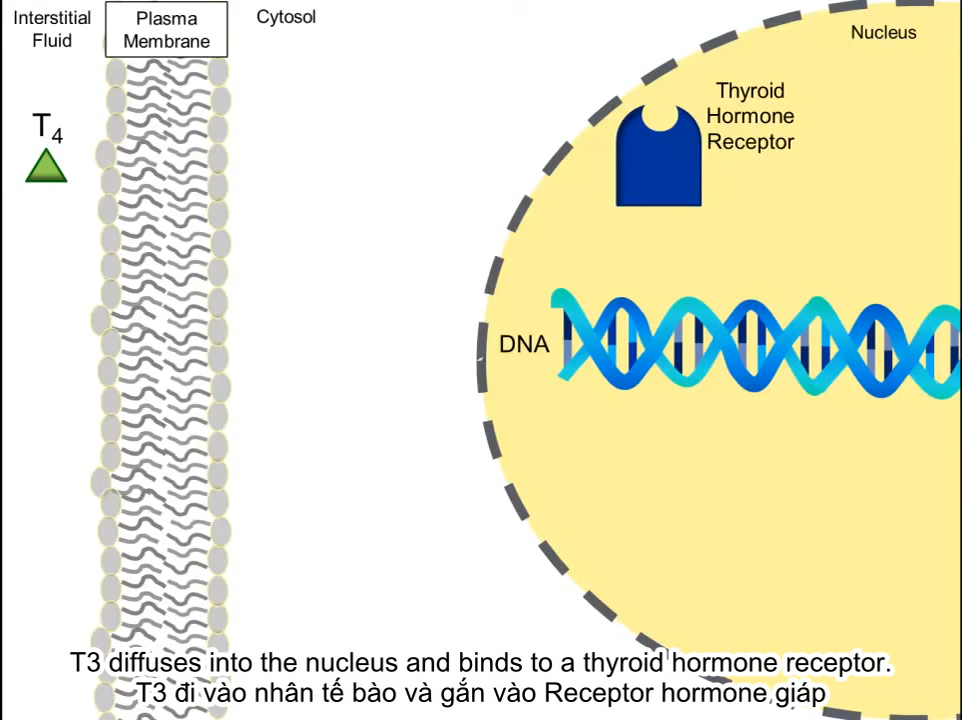 Interstitial
Fluid
Plasma
Membrane
Cytosol
Nucleus
T4
Thyroid
Hormone
Receptor
DNA
T3 diffuses into the nucleus and binds to a thyroid hormone receptor.
T3 đi vào nhân tế bào và gắn vào Receptor hormone giáp